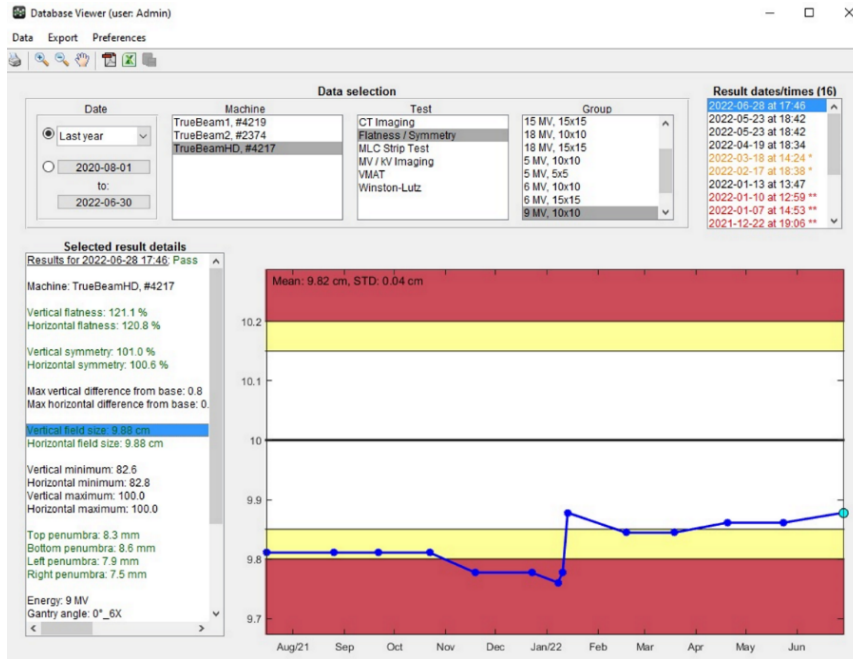 Database Viewer (user: Admin)
Data Export Preferences
Data selection
Date
Last year
2020-08-01
to:
2022-06-30
Machine
TrueBeam1, #4219
TrueBeam2, #2374
TrueBeamHD, #4217
Test
CT Imaging
Flatness / Symmetry
MLC Strip Test
MV / kV Imaging
VMAT
Winston-Lutz
Group
15 MV, 15x15
18 MV, 10x10
18 MV, 15x15
5 MV, 10x10
5 MV, 5x5
6 MV, 10x10
6 MV, 15x15
9 MV, 10x10
Result dates/times (16)
2022-06-28 at 17:46
2022-05-23 at 18:42
2022-05-23 at 18:42
2022-04-19 at 18:34
2022-03-18 at 14:24 *
2022-02-17 at 18:38 *
2022-01-13 at 13:47
2022-01-10 at 12:59 **
2022-01-07 at 14:53 **
2021-12-22 at 19:06 **
Selected result details
Results for 2022-06-28 17:46: Pass
Machine: TrueBeamHD, #4217
Vertical flatness: 121.1 %
Horizontal flatness: 120.8 %
Vertical symmetry: 101.0 %
Horizontal symmetry: 100.6 %
Max vertical difference from base: 0.8
Max horizontal difference from base: 0.
Vertical field size: 9.88 cm
Horizontal field size: 9.88 cm
Vertical minimum: 82.6
Horizontal minimum: 82.8
Vertical maximum: 100.0
Horizontal maximum: 100.0
Top penumbra: 8.3 mm
Bottom penumbra: 8.6 mm
Left penumbra: 7.9 mm
Right penumbra: 7.5 mm
Energy: 9 MV
Gantry angle: 0°_6X
Mean: 9.82 cm, STD: 0.04 cm
10.2
10.1
10
9.9
9.8
9.7
Aug/21 Sep Oct Nov Dec Jan/22 Feb Mar Apr May Jun